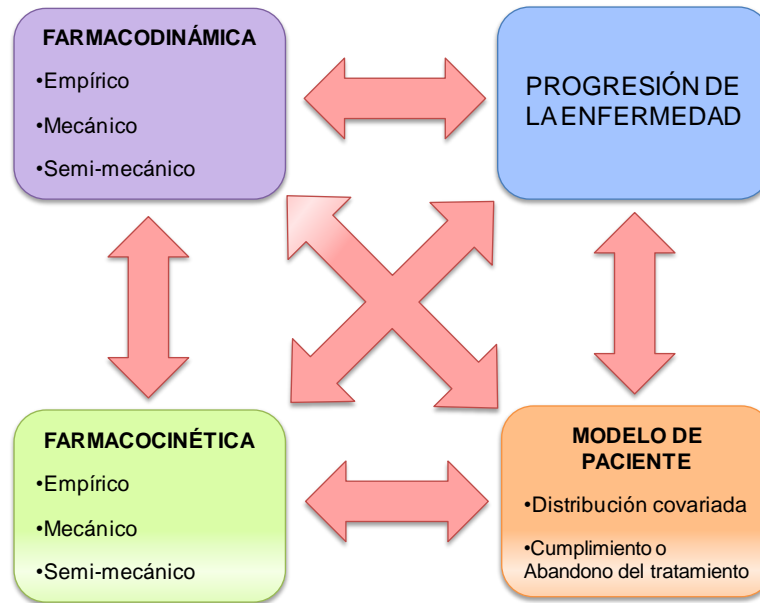 FARMACODINÁMICA
•Empírico
•Mecánico
•Semi-mecánico
PROGRESIÓN DE
LA ENFERMEDAD
FARMACOCINÉTICA
•Empírico
•Mecánico
•Semi-mecánico
MODELO DE
PACIENTE
•Distribución covariada
•Cumplimiento o
Abandono del tratamiento